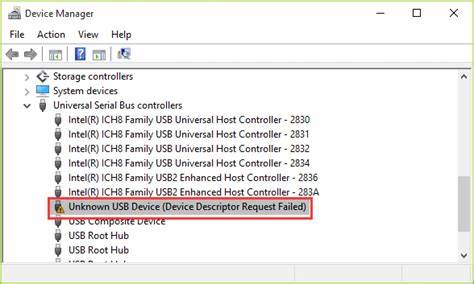 Device Manager
File Action View Help
Storage controllers
System devices
Universal Serial Bus controllers
Intel(R) ICH8 Family USB Universal Host Controller - 2830
Intel(R) ICH8 Family USB Universal Host Controller - 2831
Intel(R) ICH8 Family USB Universal Host Controller - 2832
Intel(R) ICH8 Family USB Universal Host Controller - 2834
Intel(R) ICH8 Family USB2 Enhanced Host Controller - 2836
Intel(R) ICH8 Family USB2 Enhanced Host Controller - 283A
Unknown USB Device (Device Descriptor Request Failed)
USB Composite Device
USB Root Hub
USB Root Hub
USB Root Hub